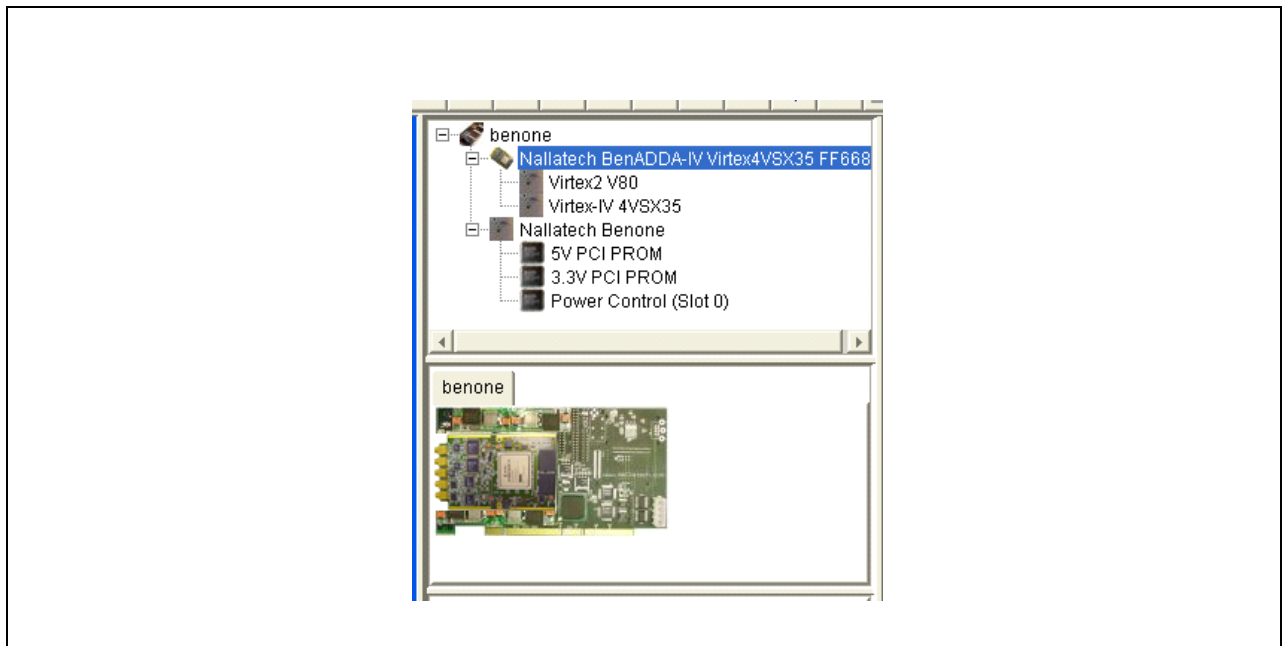 benone
Nallatech BenADDA-IV Virtex4VSX35 FF668
Virtex2 V80
Virtex-IV 4VSX35
Nallatech Benone
5V PCI PROM
3.3V PCI PROM
Power Control (Slot 0)
benone